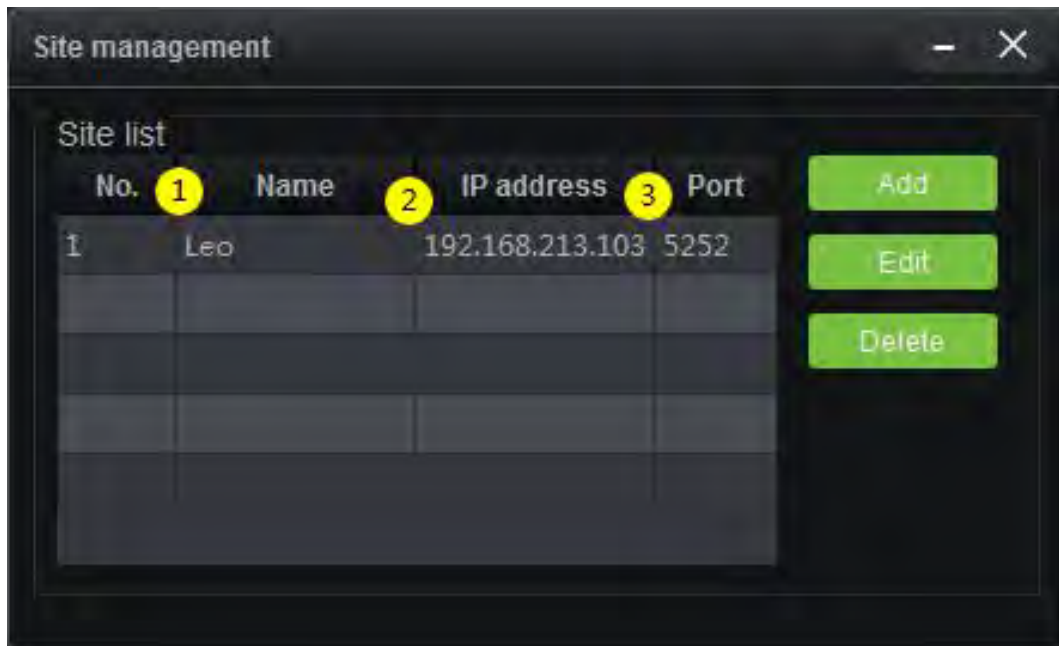 Site management
Site list
No. 1 Name 2 IP address 3 Port
1 Leo 192.168.213.103 5252
Add
Edit
Delete